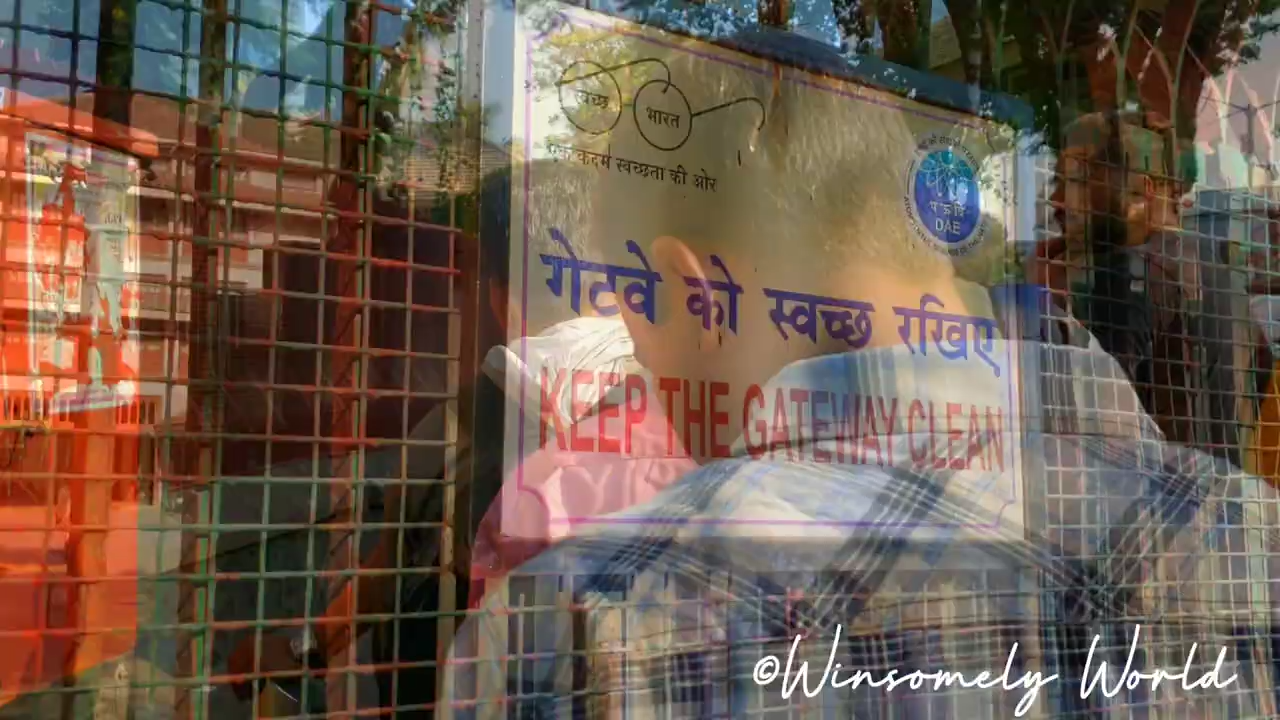 स्वच्छ भारत
एक कदम स्वच्छता की ओर
प ऊ वि
DAE
गेटवे को स्वच्छ रखिए
KEEP THE GATEWAY CLEAN
©Winsomely World